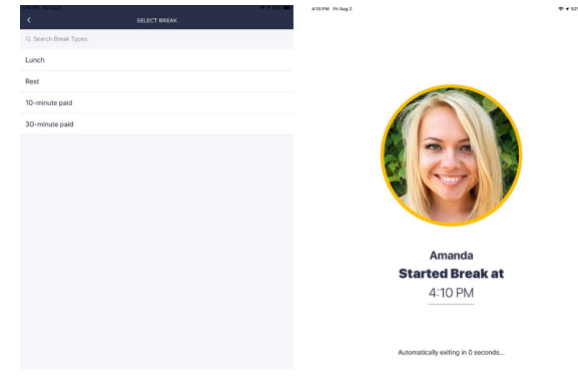 SELECT BREAK
Search Break Types
Lunch
Rest
10-minute paid
30-minute paid
4:10 PM Fri Aug 2
Amanda
Started Break at
4:10 PM
Automatically exiting in 0 seconds...